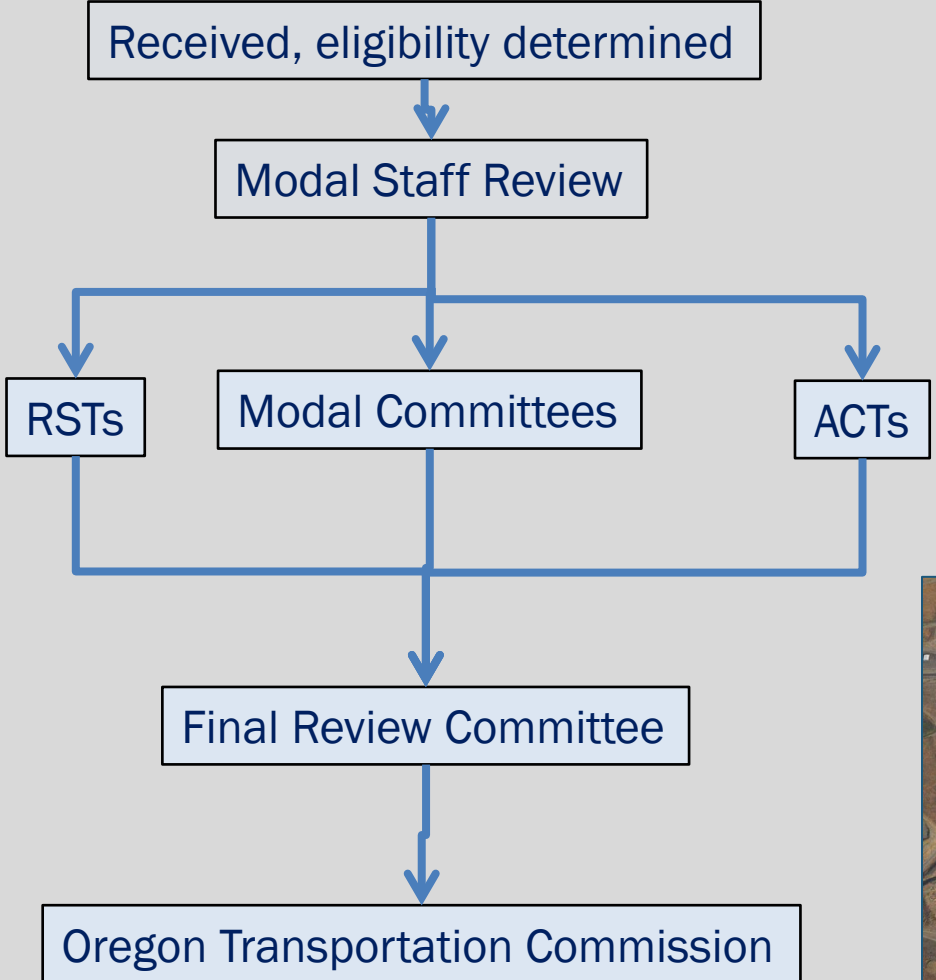 Received, eligibility determined
Modal Staff Review
RSTs
Modal Committees
ACTs
Final Review Committee
Oregon Transportation Commission